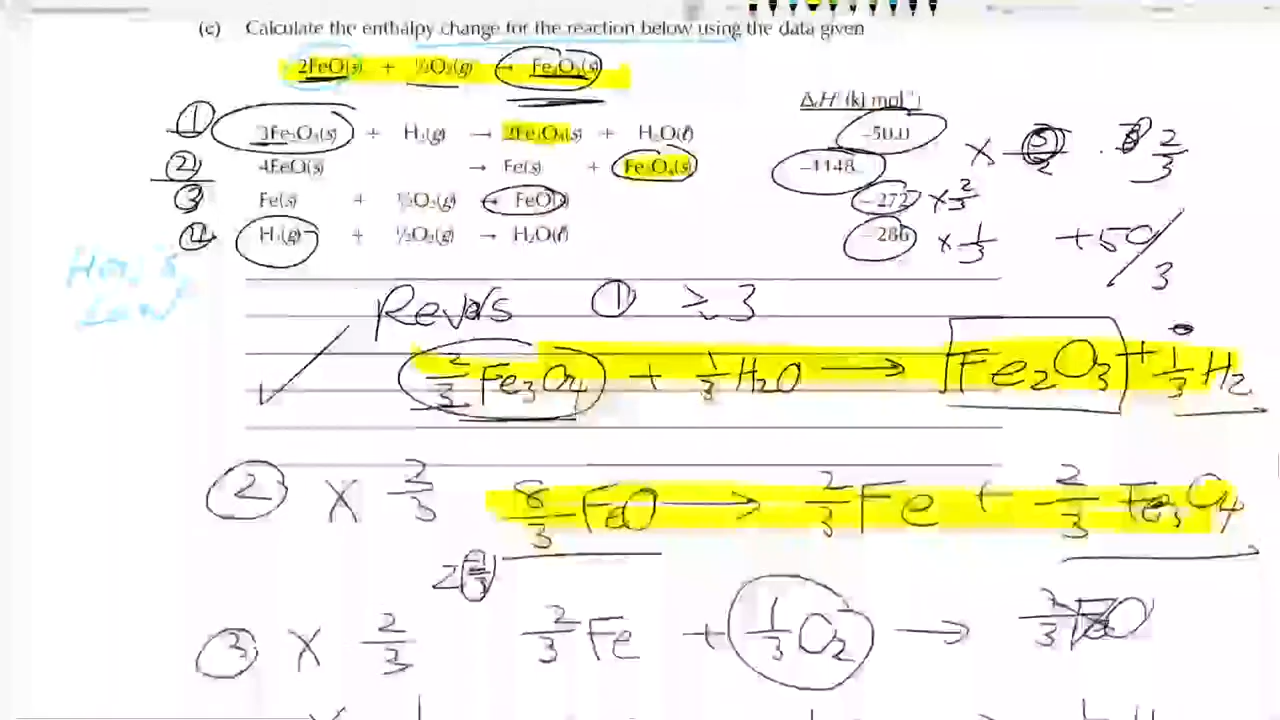 (c) Calculate the enthalpy change for the reaction below using the data given
2FeO(s) + ½O₂(g) → Fe₂O₃(s)
ΔH (kJ mol⁻¹)
① 3Fe₂O₃(s) + H₂(g) → 2Fe₃O₄(s) + H₂O(ℓ) -50.0 × 2/3
② 4FeO(s) → Fe(s) + Fe₃O₄(s) -1148
③ Fe(s) + ½O₂(g) → FeO(s) -272 × 2/3
④ H₂(g) + ½O₂(g) → H₂O(ℓ) -286 × 1/3 +50/3
Law
① 3
2/3 Fe₃O₄ + 1/3 H₂O → Fe₂O₃ + 1/3 H₂
② × 2/3 8/3 FeO → 2/3 Fe + 2/3 Fe₃O₄
③ × 2/3 2/3 Fe + 1/3 O₂ → 2/3 FeO